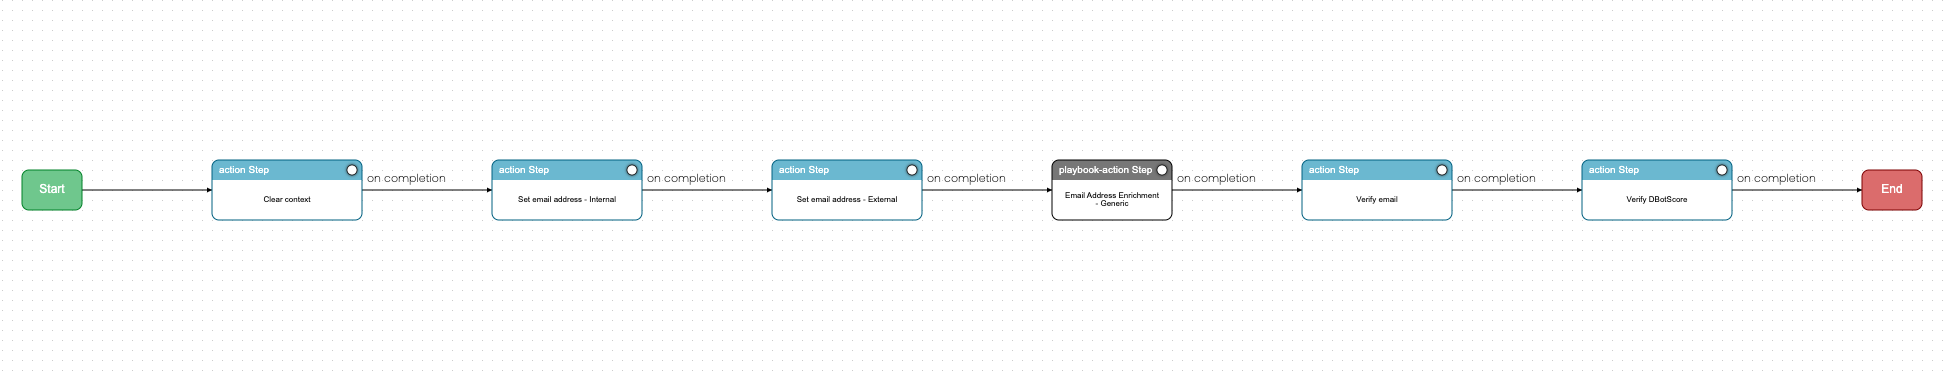 Start
action Step
Clear context
on completion
action Step
Set email address - Internal
on completion
action Step
Set email address - External
on completion
playbook-action Step
Email Address Enrichment
- Generic
on completion
action Step
Verify email
on completion
action Step
Verify DBotScore
on completion
End